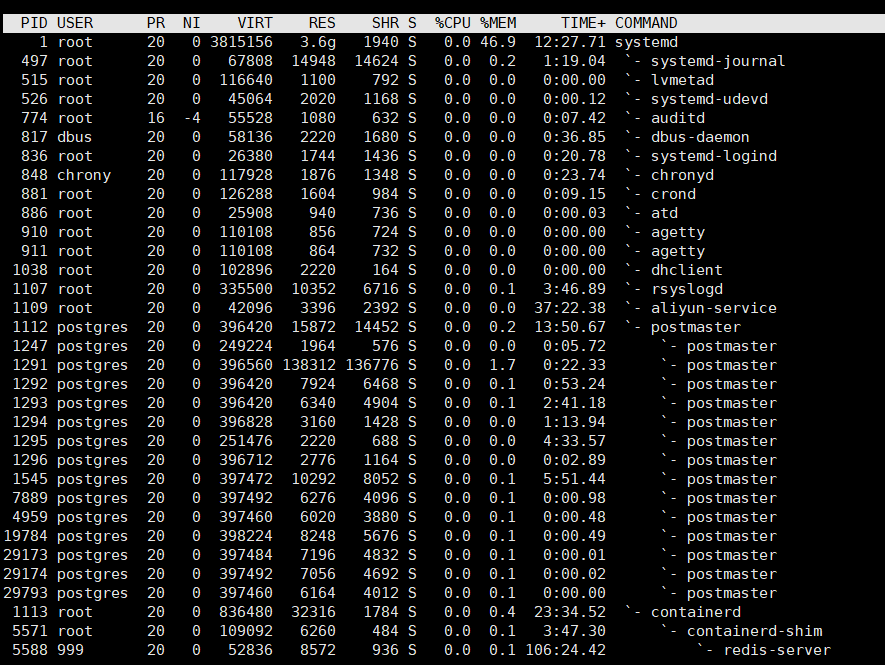 PID USER PR NI VIRT RES SHR S %CPU %MEM TIME+ COMMAND
1 root 20 0 3815156 3.6g 1940 S 0.0 46.9 12:27.71 systemd
497 root 20 0 67808 14948 14624 S 0.0 0.2 1:19.04 `- systemd-journal
515 root 20 0 116640 1100 792 S 0.0 0.0 0:00.00 `- lvmetad
526 root 20 0 45064 2020 1168 S 0.0 0.0 0:00.12 `- systemd-udevd
774 root 16 -4 55528 1080 632 S 0.0 0.0 0:07.42 `- auditd
817 dbus 20 0 58136 2220 1680 S 0.0 0.0 0:36.85 `- dbus-daemon
836 root 20 0 26380 1744 1436 S 0.0 0.0 0:20.78 `- systemd-logind
848 chrony 20 0 117928 1876 1348 S 0.0 0.0 0:23.74 `- chronyd
881 root 20 0 126288 1604 984 S 0.0 0.0 0:09.15 `- crond
886 root 20 0 25908 940 736 S 0.0 0.0 0:00.03 `- atd
910 root 20 0 110108 856 724 S 0.0 0.0 0:00.00 `- agetty
911 root 20 0 110108 864 732 S 0.0 0.0 0:00.00 `- agetty
1038 root 20 0 102896 2220 164 S 0.0 0.0 0:00.00 `- dhclient
1107 root 20 0 335500 10352 6716 S 0.0 0.1 3:46.89 `- rsyslogd
1109 root 20 0 42096 3396 2392 S 0.0 0.0 37:22.38 `- aliyun-service
1112 postgres 20 0 396420 15872 14452 S 0.0 0.2 13:50.67 `- postmaster
1247 postgres 20 0 249224 1964 576 S 0.0 0.0 0:05.72 `- postmaster
1291 postgres 20 0 396560 138312 136776 S 0.0 1.7 0:22.33 `- postmaster
1292 postgres 20 0 396420 7924 6468 S 0.0 0.1 0:53.24 `- postmaster
1293 postgres 20 0 396420 6340 4904 S 0.0 0.1 2:41.18 `- postmaster
1294 postgres 20 0 396828 3160 1428 S 0.0 0.0 1:13.94 `- postmaster
1295 postgres 20 0 251476 2220 688 S 0.0 0.0 4:33.57 `- postmaster
1296 postgres 20 0 396712 2776 1164 S 0.0 0.0 0:02.89 `- postmaster
1545 postgres 20 0 397472 10292 8052 S 0.0 0.1 5:51.44 `- postmaster
7889 postgres 20 0 397492 6276 4096 S 0.0 0.1 0:00.98 `- postmaster
4959 postgres 20 0 397460 6020 3880 S 0.0 0.1 0:00.48 `- postmaster
19784 postgres 20 0 398224 8248 5676 S 0.0 0.1 0:00.49 `- postmaster
29173 postgres 20 0 397484 7196 4832 S 0.0 0.1 0:00.01 `- postmaster
29174 postgres 20 0 397492 7056 4692 S 0.0 0.1 0:00.02 `- postmaster
29793 postgres 20 0 397460 6164 4012 S 0.0 0.1 0:00.00 `- postmaster
1113 root 20 0 836480 32316 1784 S 0.0 0.4 23:34.52 `- containerd
5571 root 20 0 109092 6260 484 S 0.0 0.1 3:47.30 `- containerd-shim
5588 999 20 0 52836 8572 936 S 0.0 0.1 106:24.42 `- redis-server